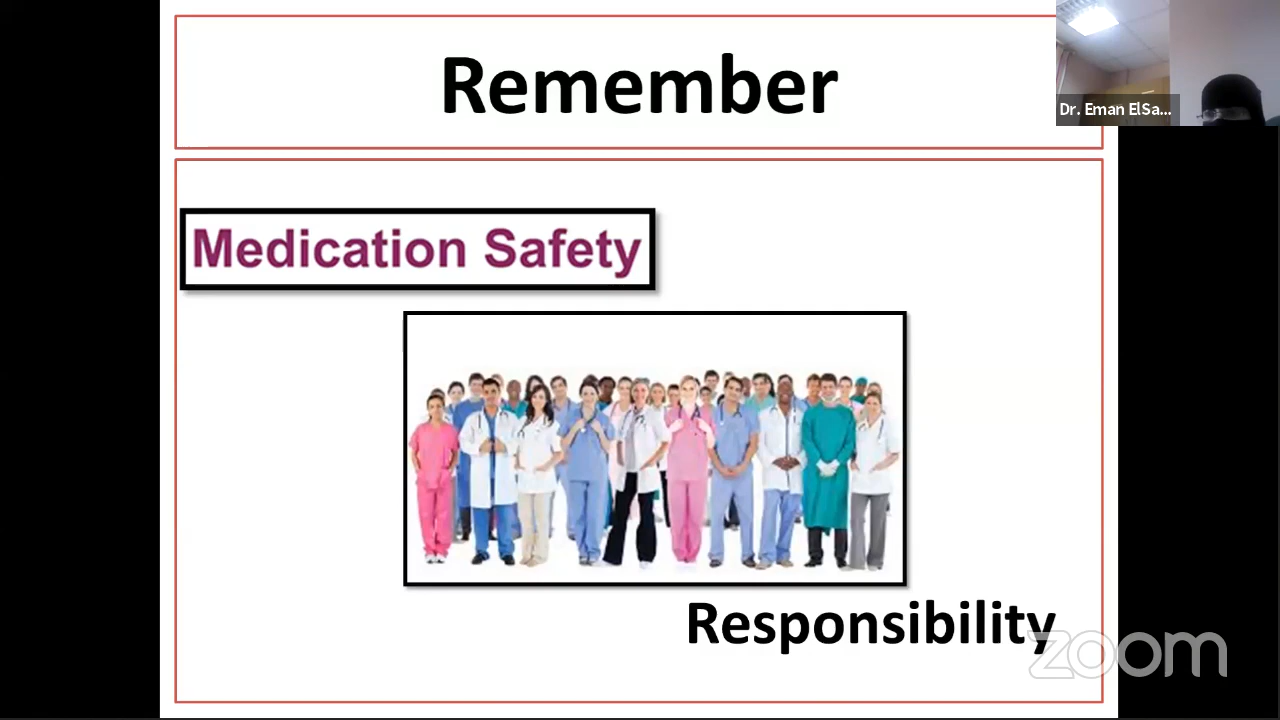 Remember
Dr. Eman ElSa...
Medication Safety
Responsibility
zoom